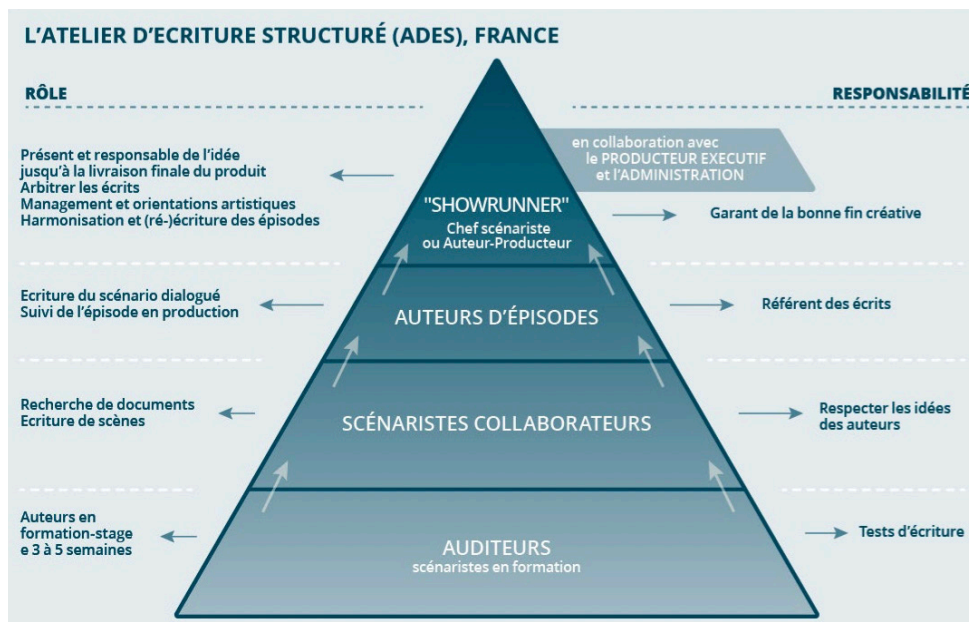 L'ATELIER D'ECRITURE STRUCTURÉ (ADES), FRANCE
RÔLE
RESPONSABILITÉ
en collaboration avec
le PRODUCTEUR EXECUTIF
et l'ADMINISTRATION
Présent et responsable de l'idée
jusqu'à la livraison finale du produit
Arbitrer les écrits
Management et orientations artistiques
Harmonisation et (ré-)écriture des épisodes
"SHOWRUNNER"
Chef scénariste
ou Auteur-Producteur
Garant de la bonne fin créative
Ecriture du scénario dialogué
Suivi de l'épisode en production
AUTEURS D'ÉPISODES
Référent des écrits
Recherche de documents
Ecriture de scènes
SCÉNARISTES COLLABORATEURS
Respecter les idées
des auteurs
Auteurs en
formation-stage
e 3 à 5 semaines
AUDITEURS
scénaristes en formation
Tests d'écriture